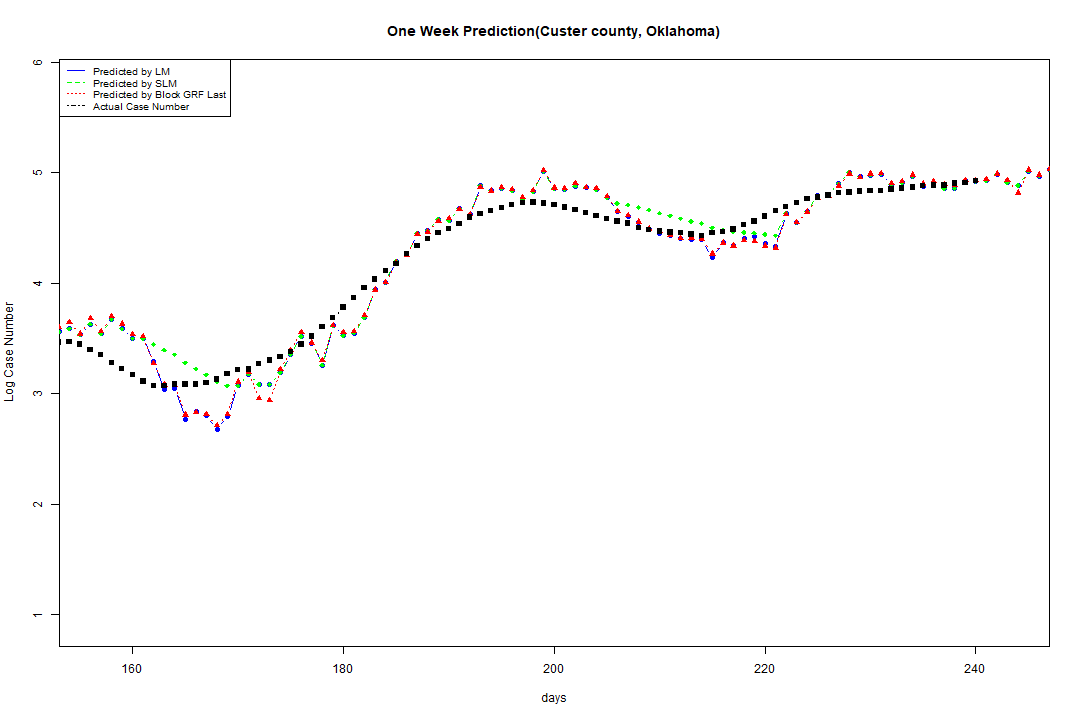 One Week Prediction(Custer county, Oklahoma)
Predicted by LM
Predicted by SLM
Predicted by Block GRF Last
Actual Case Number
6
5
4
3
2
1
Log Case Number
160 180 200 220 240
days